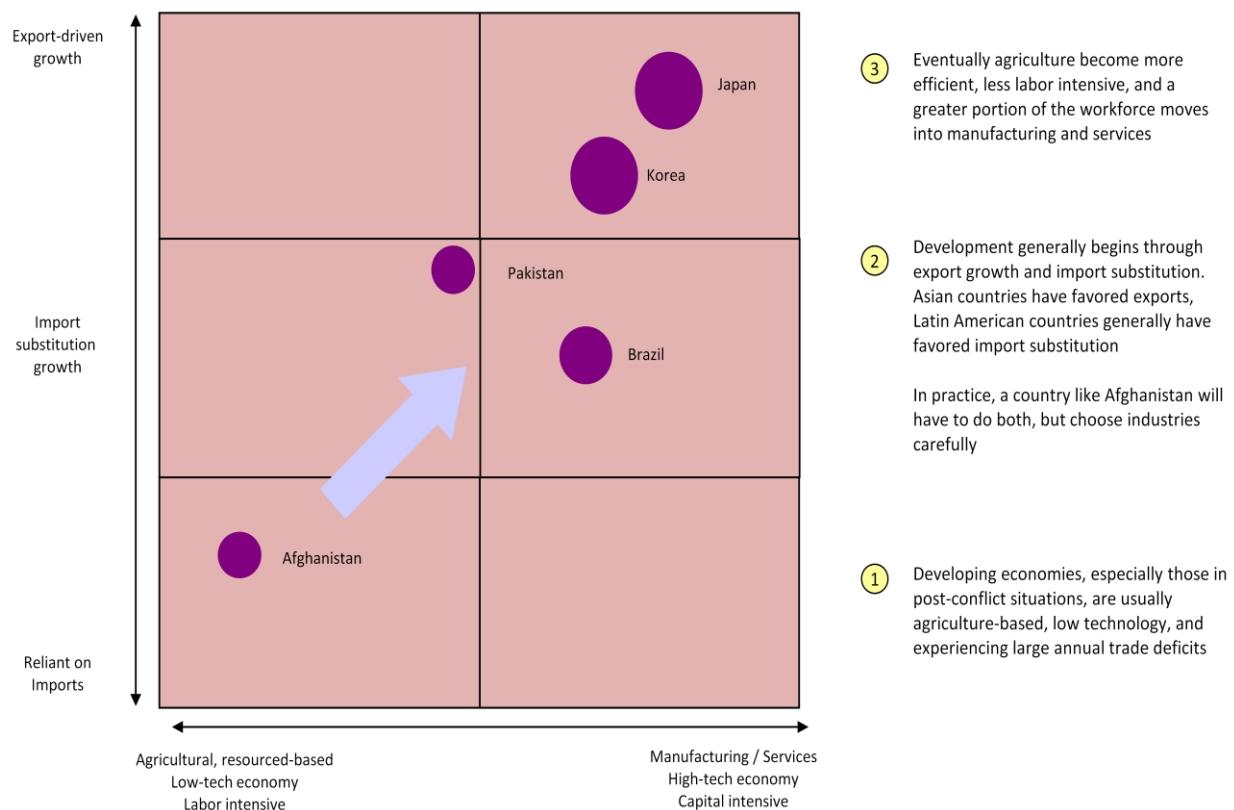 Export-driven
growth
Import
substitution
growth
Reliant on
Imports
Japan
Korea
Pakistan
Brazil
Afghanistan
Agricultural, resourced-based
Low-tech economy
Labor intensive
Manufacturing / Services
High-tech economy
Capital intensive
3
Eventually agriculture become more
efficient, less labor intensive, and a
greater portion of the workforce moves
into manufacturing and services
2
Development generally begins through
export growth and import substitution.
Asian countries have favored exports,
Latin American countries generally have
favored import substitution
In practice, a country like Afghanistan will
have to do both, but choose industries
carefully
1
Developing economies, especially those in
post-conflict situations, are usually
agriculture-based, low technology, and
experiencing large annual trade deficits